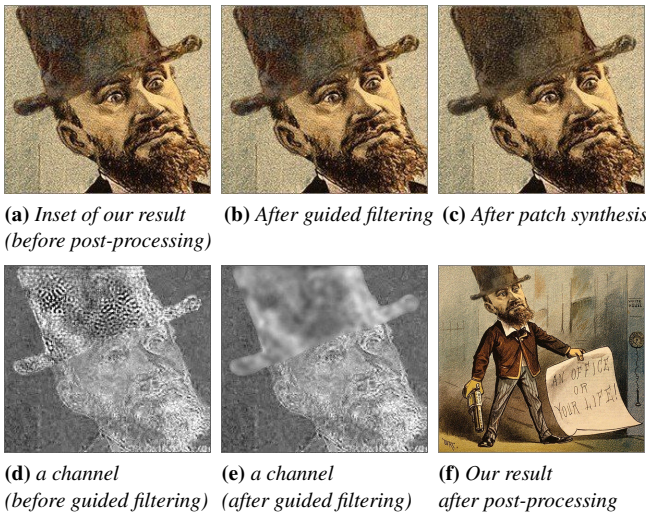 (a) Inset of our result
(before post-processing)
(b) After guided filtering
(c) After patch synthesis
(d) a channel
(before guided filtering)
(e) a channel
(after guided filtering)
AN OFFICE
OR
YOUR LIFE!
(f) Our result
after post-processing